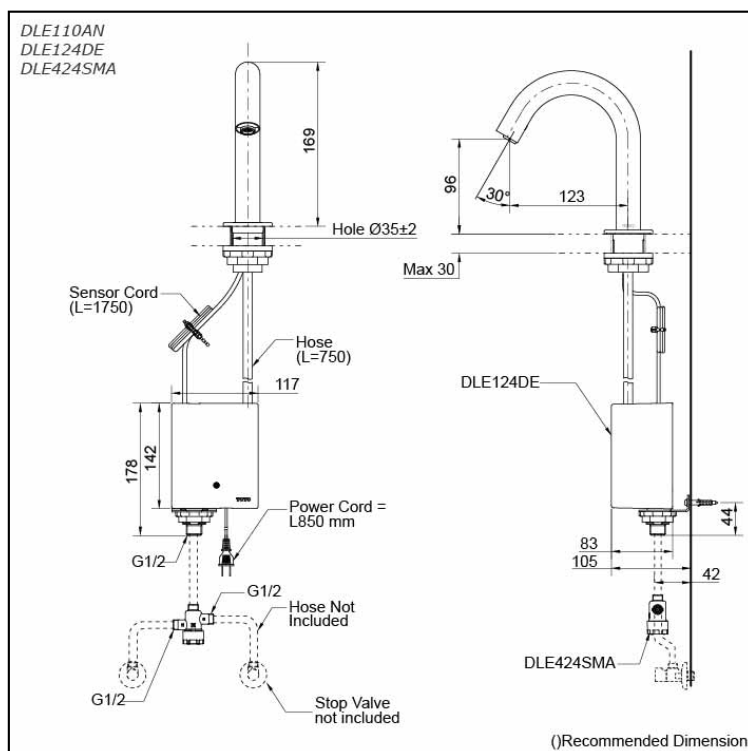 DLE110AN
DLE124DE
DLE424SMA
169
Hole Ø35±2
96
30°
123
Max 30
Sensor Cord
(L=1750)
Hose
(L=750)
117
DLE124DE
178
142
TOTO
Power Cord =
L850 mm
44
83
105
42
G1/2
G1/2
Hose Not
Included
DLE424SMA
G1/2
Stop Valve
not included
()Recommended Dimension